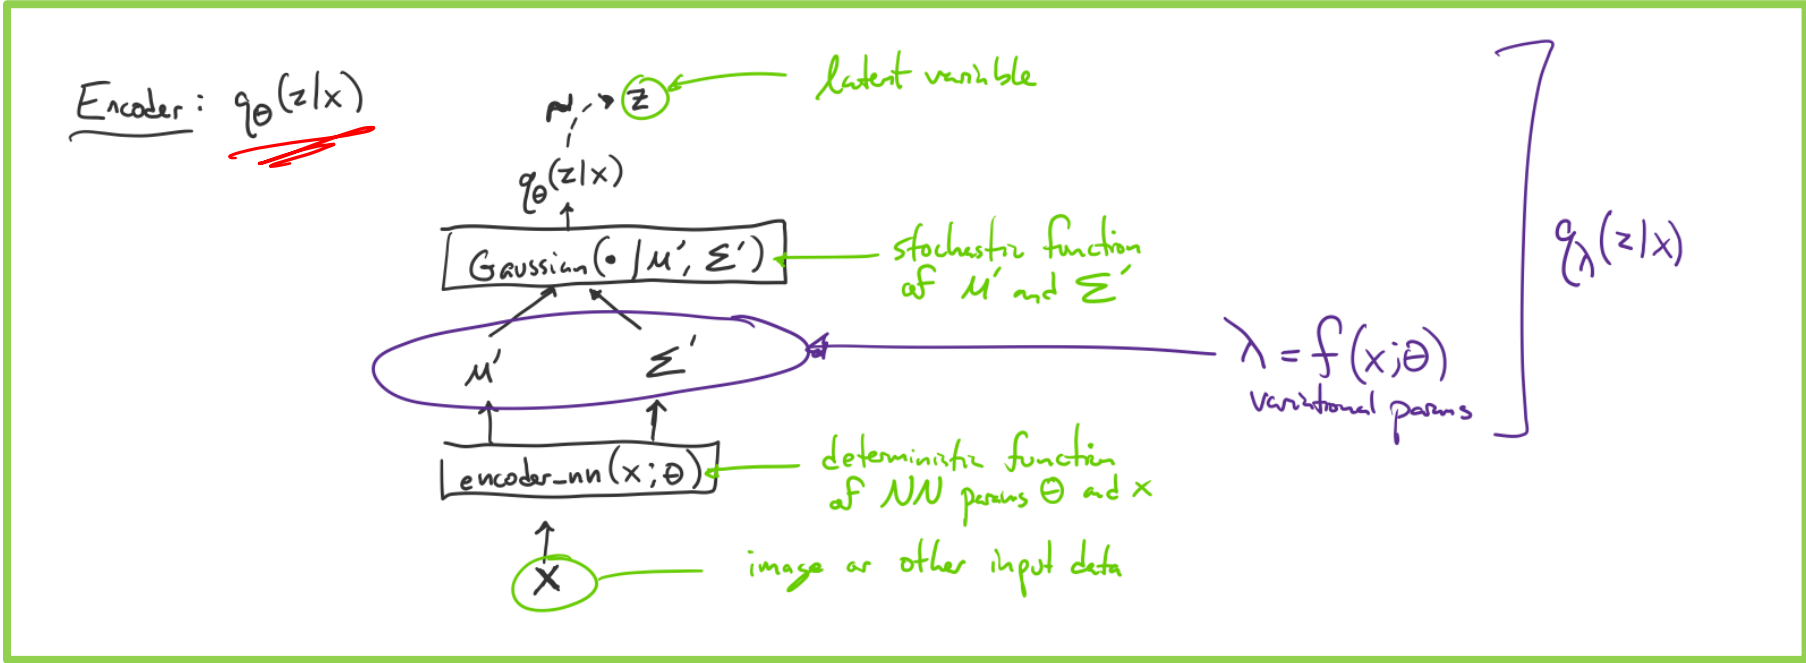 Encoder: qθ(z|x)
~ z
latent variable
qθ(z|x)
Gaussian(• | μ', Σ')
stochastic function
of μ' and Σ'
qλ(z|x)
μ' Σ'
λ = f(x;θ)
variational params
encoder_nn(x;θ)
deterministic function
of NN params θ and x
x
image or other input data